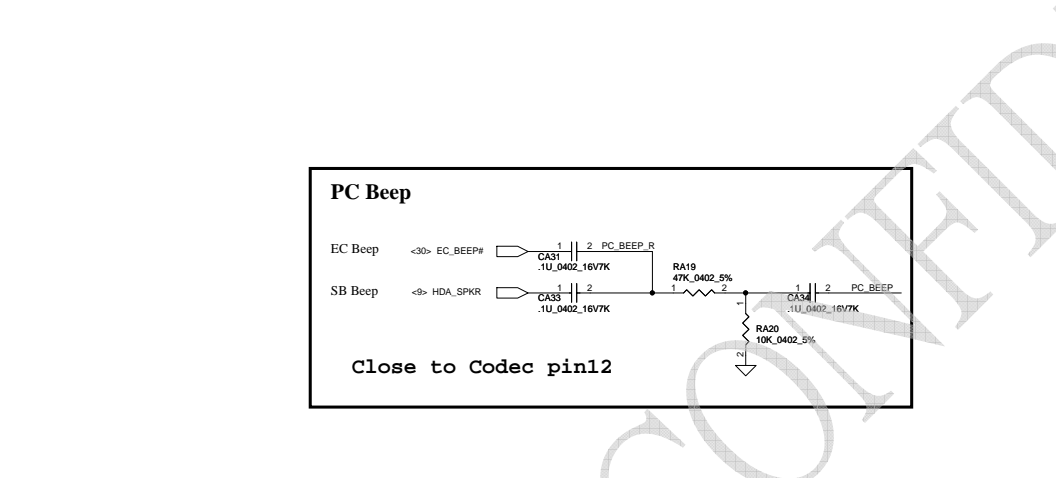 PC Beep
EC Beep <30> EC_BEEP# 1 2 PC_BEEP_R
CA31
.1U_0402_16V7K
RA19
47K_0402_5%
SB Beep <9> HDA_SPKR 1 2 1 2 1 2 PC_BEEP
CA33
.1U_0402_16V7K
CA34
.1U_0402_16V7K
1
RA20
10K_0402_5%
2
Close to Codec pin12
CONFID